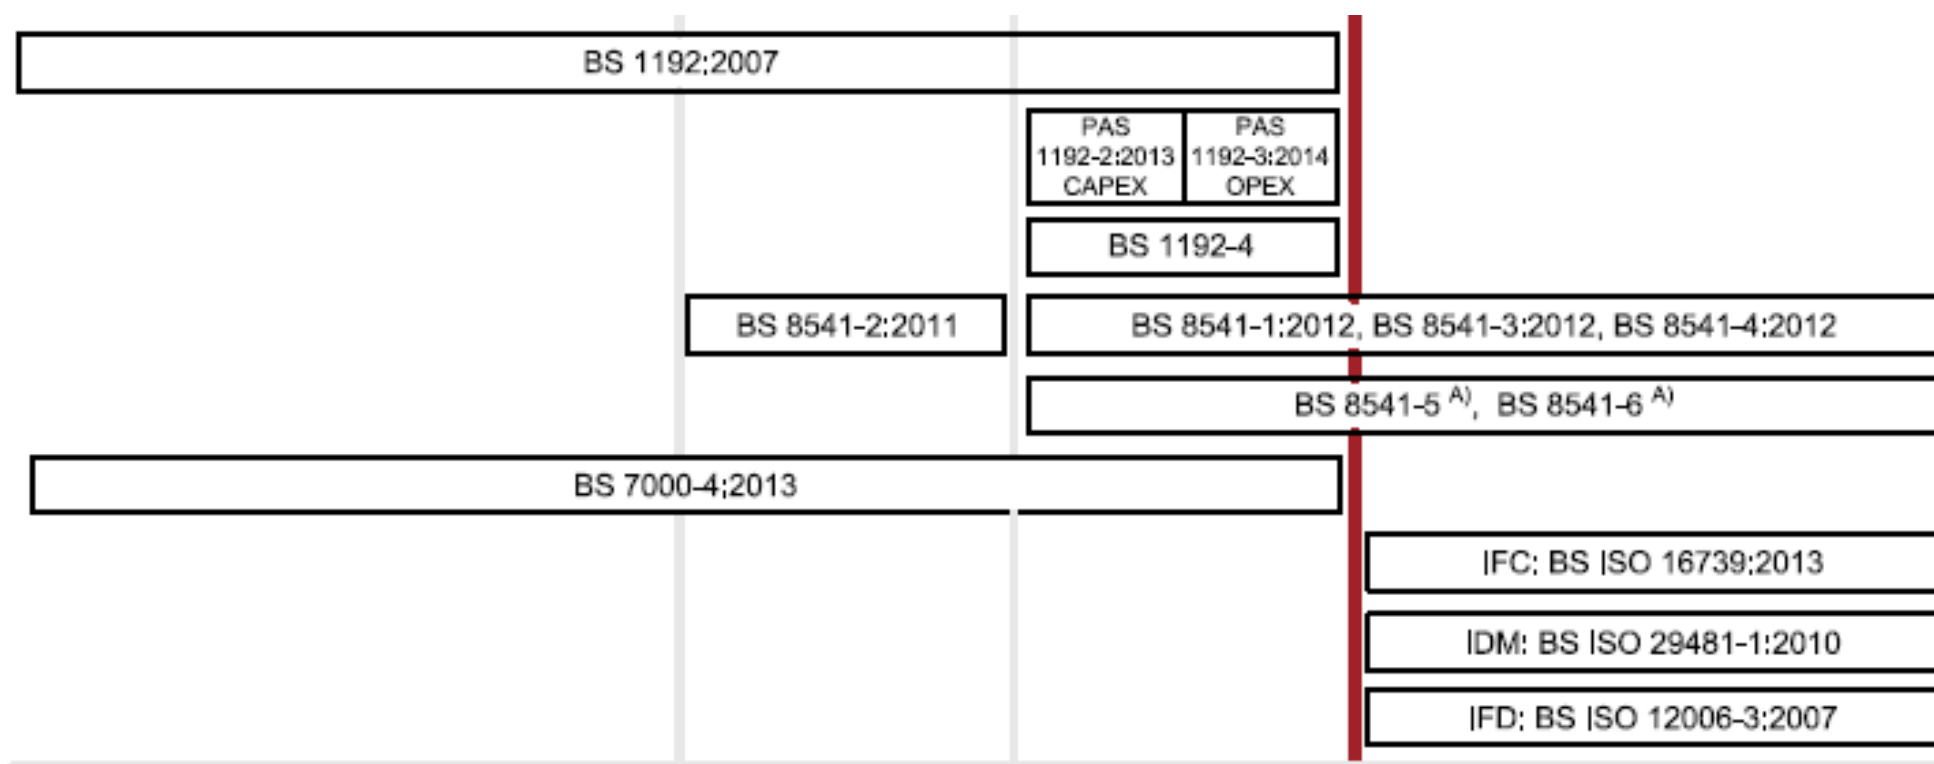 BS 1192:2007
PAS
1192-2:2013
CAPEX
PAS
1192-3:2014
OPEX
BS 1192-4
BS 8541-2:2011
BS 8541-1:2012, BS 8541-3:2012, BS 8541-4:2012
BS 8541-5 A), BS 8541-6 A)
BS 7000-4:2013
IFC: BS ISO 16739:2013
IDM: BS ISO 29481-1:2010
IFD: BS ISO 12006-3:2007